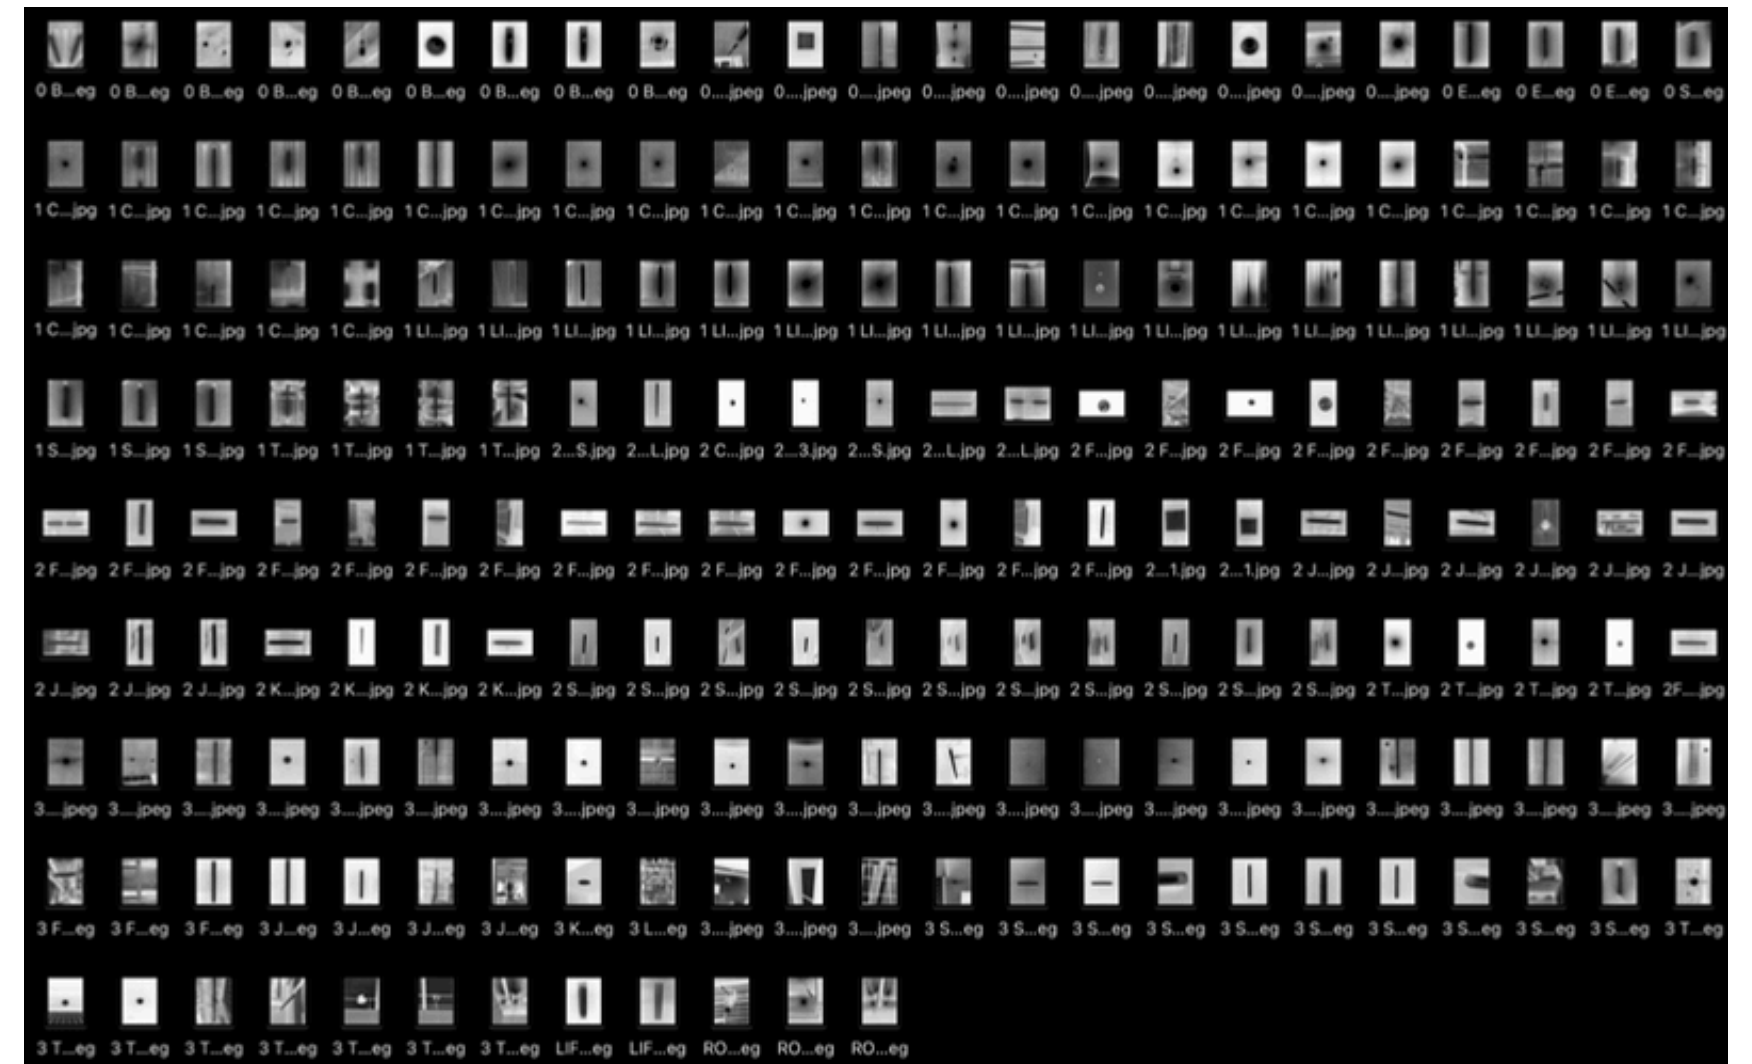 0 B...eg 0 B...eg 0 B...eg 0 B...eg 0 B...eg 0 B...eg 0 B...eg 0 B...eg 0 B...eg 0....jpeg 0....jpeg 0....jpeg 0....jpeg 0....jpeg 0....jpeg 0....jpeg 0....jpeg 0....jpeg 0....jpeg 0 E...eg 0 E...eg 0 E...eg 0 S...eg
1 C...jpg 1 C...jpg 1 C...jpg 1 C...jpg 1 C...jpg 1 C...jpg 1 C...jpg 1 C...jpg 1 C...jpg 1 C...jpg 1 C...jpg 1 C...jpg 1 C...jpg 1 C...jpg 1 C...jpg 1 C...jpg 1 C...jpg 1 C...jpg 1 C...jpg 1 C...jpg 1 C...jpg 1 C...jpg 1 C...jpg
1 C...jpg 1 C...jpg 1 C...jpg 1 C...jpg 1 C...jpg 1 LI...jpg 1 LI...jpg 1 LI...jpg 1 LI...jpg 1 LI...jpg 1 LI...jpg 1 LI...jpg 1 LI...jpg 1 LI...jpg 1 LI...jpg 1 LI...jpg 1 LI...jpg 1 LI...jpg 1 LI...jpg 1 LI...jpg 1 LI...jpg 1 LI...jpg 1 LI...jpg
1 S...jpg 1 S...jpg 1 S...jpg 1 T...jpg 1 T...jpg 1 T...jpg 1 T...jpg 2...S.jpg 2...L.jpg 2 C...jpg 2...3.jpg 2...S.jpg 2...L.jpg 2...L.jpg 2 F...jpg 2 F...jpg 2 F...jpg 2 F...jpg 2 F...jpg 2 F...jpg 2 F...jpg 2 F...jpg 2 F...jpg
2 F...jpg 2 F...jpg 2 F...jpg 2 F...jpg 2 F...jpg 2 F...jpg 2 F...jpg 2 F...jpg 2 F...jpg 2 F...jpg 2 F...jpg 2 F...jpg 2 F...jpg 2 F...jpg 2 F...jpg 2...1.jpg 2...1.jpg 2 J...jpg 2 J...jpg 2 J...jpg 2 J...jpg 2 J...jpg 2 J...jpg
2 J...jpg 2 J...jpg 2 J...jpg 2 K...jpg 2 K...jpg 2 K...jpg 2 K...jpg 2 S...jpg 2 S...jpg 2 S...jpg 2 S...jpg 2 S...jpg 2 S...jpg 2 S...jpg 2 S...jpg 2 S...jpg 2 S...jpg 2 S...jpg 2 T...jpg 2 T...jpg 2 T...jpg 2 T...jpg 2F...jpg
3....jpeg 3....jpeg 3....jpeg 3....jpeg 3....jpeg 3....jpeg 3....jpeg 3....jpeg 3....jpeg 3....jpeg 3....jpeg 3....jpeg 3....jpeg 3....jpeg 3....jpeg 3....jpeg 3....jpeg 3....jpeg 3....jpeg 3....jpeg 3....jpeg 3....jpeg 3....jpeg
3 F...eg 3 F...eg 3 F...eg 3 J...eg 3 J...eg 3 J...eg 3 J...eg 3 K...eg 3 L...eg 3....jpeg 3....jpeg 3....jpeg 3 S...eg 3 S...eg 3 S...eg 3 S...eg 3 S...eg 3 S...eg 3 S...eg 3 S...eg 3 S...eg 3 S...eg 3 T...eg
3 T...eg 3 T...eg 3 T...eg 3 T...eg 3 T...eg 3 T...eg 3 T...eg LIF...eg LIF...eg RO...eg RO...eg RO...eg